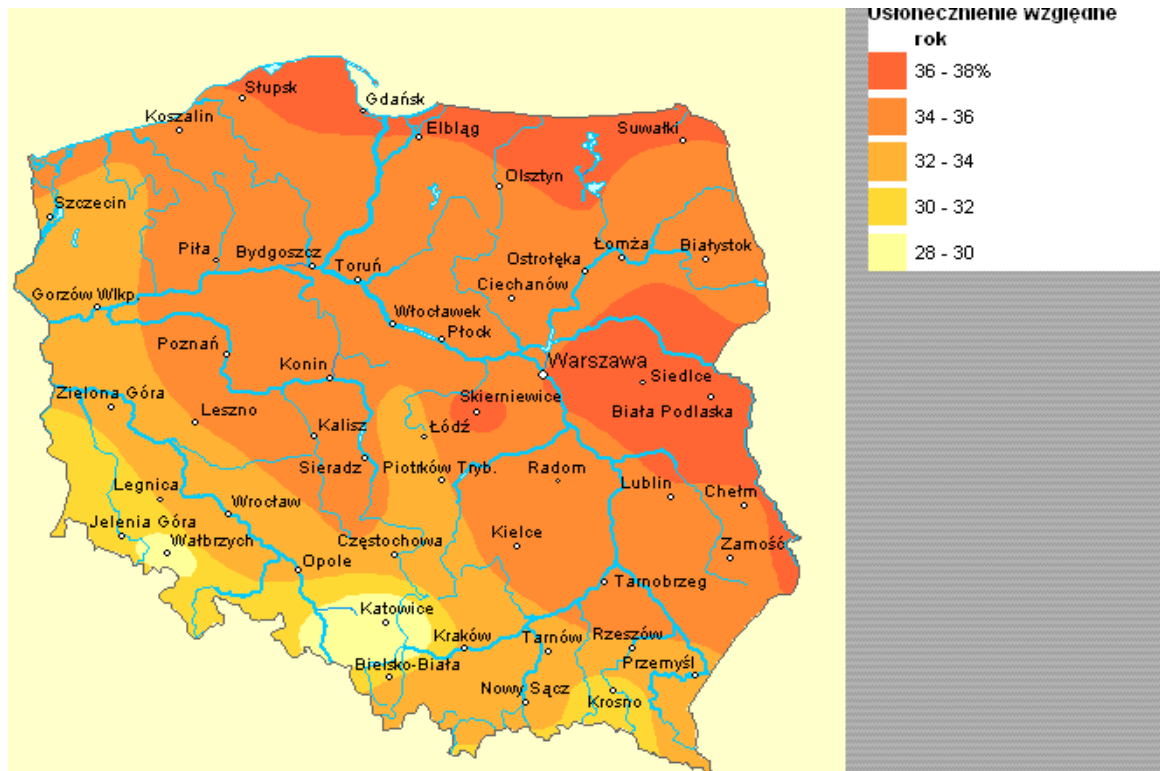 Usłonecznienie względne
rok
36 - 38%
34 - 36
32 - 34
30 - 32
28 - 30
Słupsk
Gdańsk
Koszalin
Elbląg
Suwałki
Olsztyn
Szczecin
Piła
Bydgoszcz
Toruń
Ostrołęka
Łomża
Białystok
Ciechanów
Gorzów Wlkp.
Włocławek
Płock
Poznań
Konin
Warszawa
Siedlce
Zielona Góra
Leszno
Skierniewice
Biała Podlaska
Kalisz
Łódź
Sieradz
Piotrków Tryb.
Radom
Lublin
Chełm
Legnica
Wrocław
Jelenia Góra
Wałbrzych
Częstochowa
Kielce
Zamość
Opole
Tarnobrzeg
Katowice
Kraków
Tarnów
Rzeszów
Bielsko-Biała
Przemyśl
Nowy Sącz
Krosno